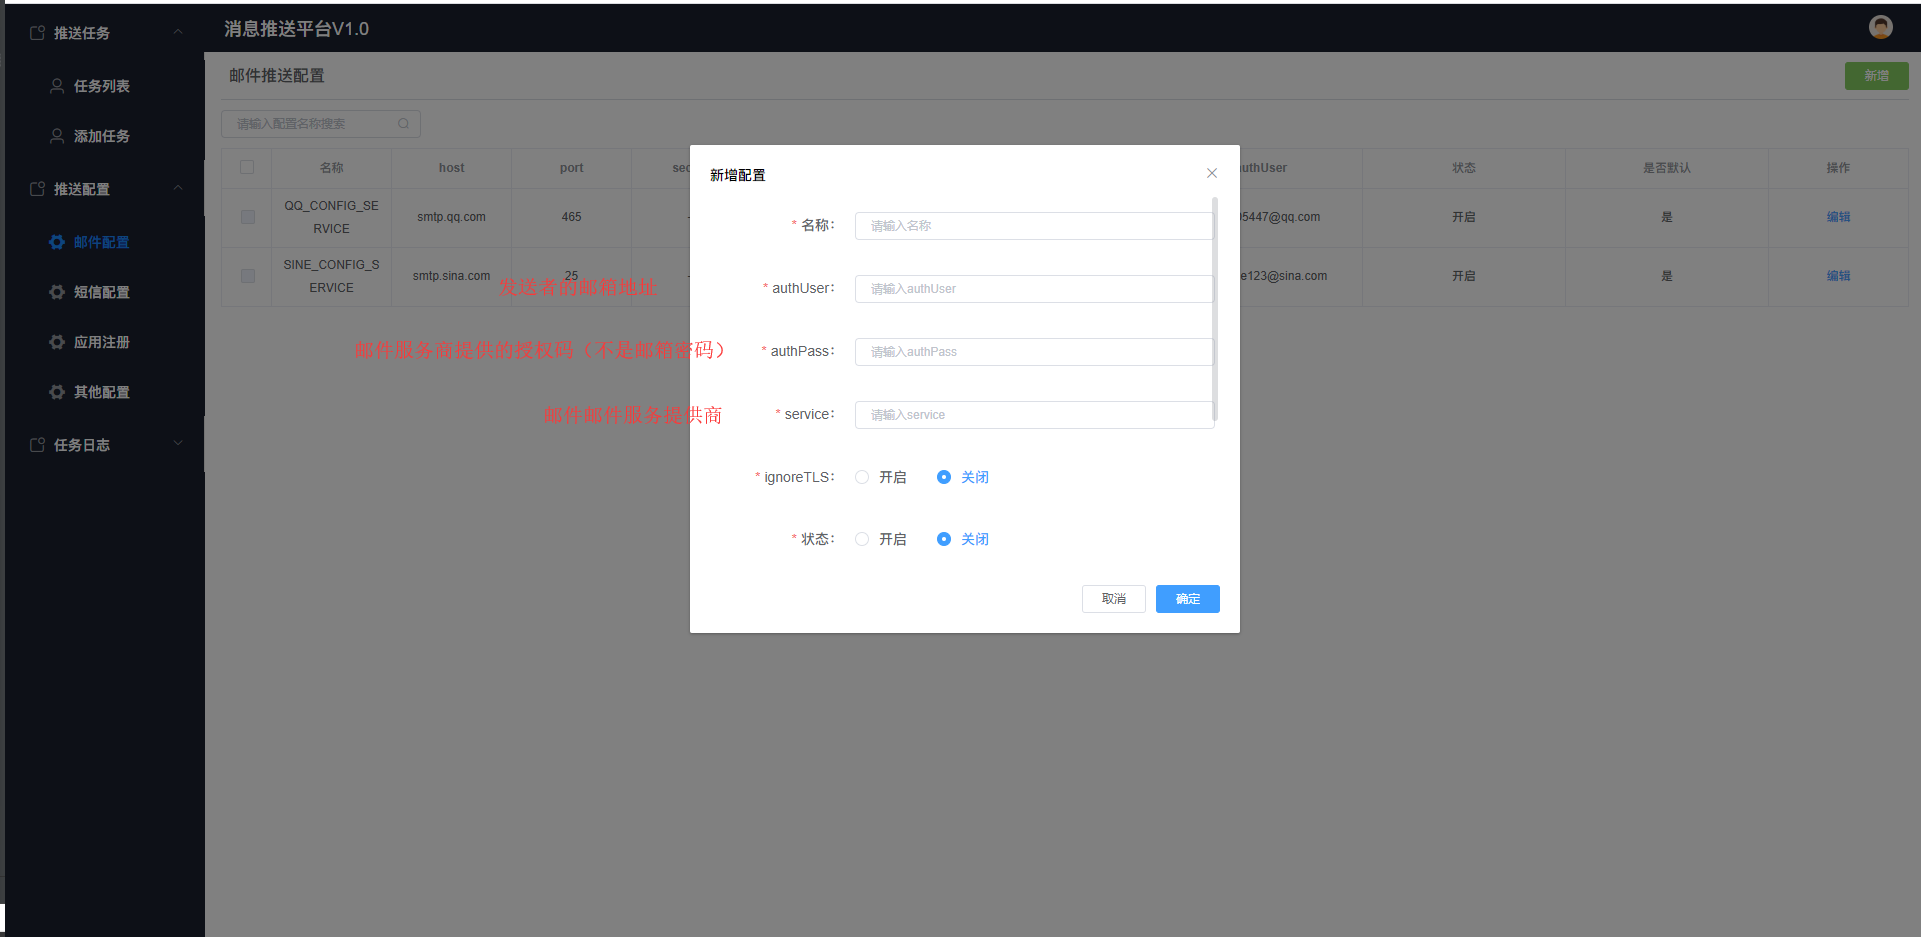 推送任务
消息推送平台V1.0
任务列表
添加任务
推送配置
邮件配置
短信配置
应用注册
其他配置
任务日志
邮件推送配置
新增
请输入配置名称搜索
名称 host port sec authUser 状态 是否默认 操作
QQ_CONFIG_SE
RVICE
smtp.qq.com 465 - 05447@qq.com 开启 是 编辑
SINE_CONFIG_S
ERVICE
smtp.sina.com 25 - e123@sina.com 开启 是 编辑
新增配置
* 名称: 请输入名称
发送者的邮箱地址
* authUser: 请输入authUser
邮件服务商提供的授权码（不是邮箱密码）
* authPass: 请输入authPass
邮件邮件服务提供商
* service: 请输入service
* ignoreTLS: 开启 关闭
* 状态: 开启 关闭
取消 确定